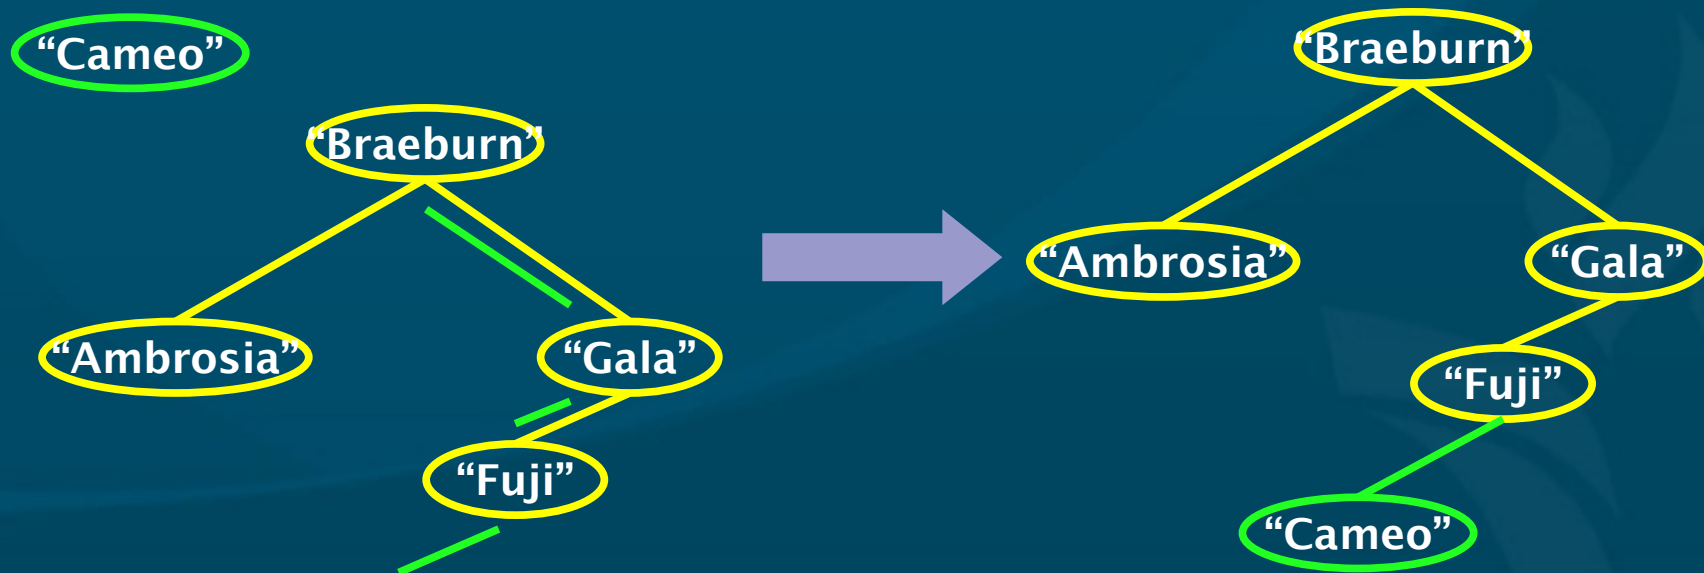 “Cameo”
“Braeburn”
“Ambrosia”
“Gala”
“Fuji”
“Braeburn”
“Ambrosia”
“Gala”
“Fuji”
“Cameo”